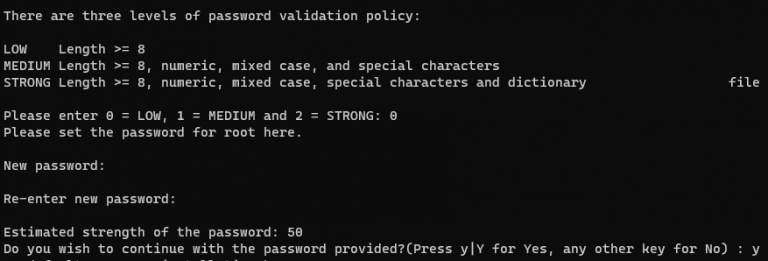 There are three levels of password validation policy:
LOW    Length >= 8
MEDIUM Length >= 8, numeric, mixed case, and special characters
STRONG Length >= 8, numeric, mixed case, special characters and dictionary                  file
Please enter 0 = LOW, 1 = MEDIUM and 2 = STRONG: 0
Please set the password for root here.
New password:
Re-enter new password:
Estimated strength of the password: 50
Do you wish to continue with the password provided?(Press y|Y for Yes, any other key for No) : y